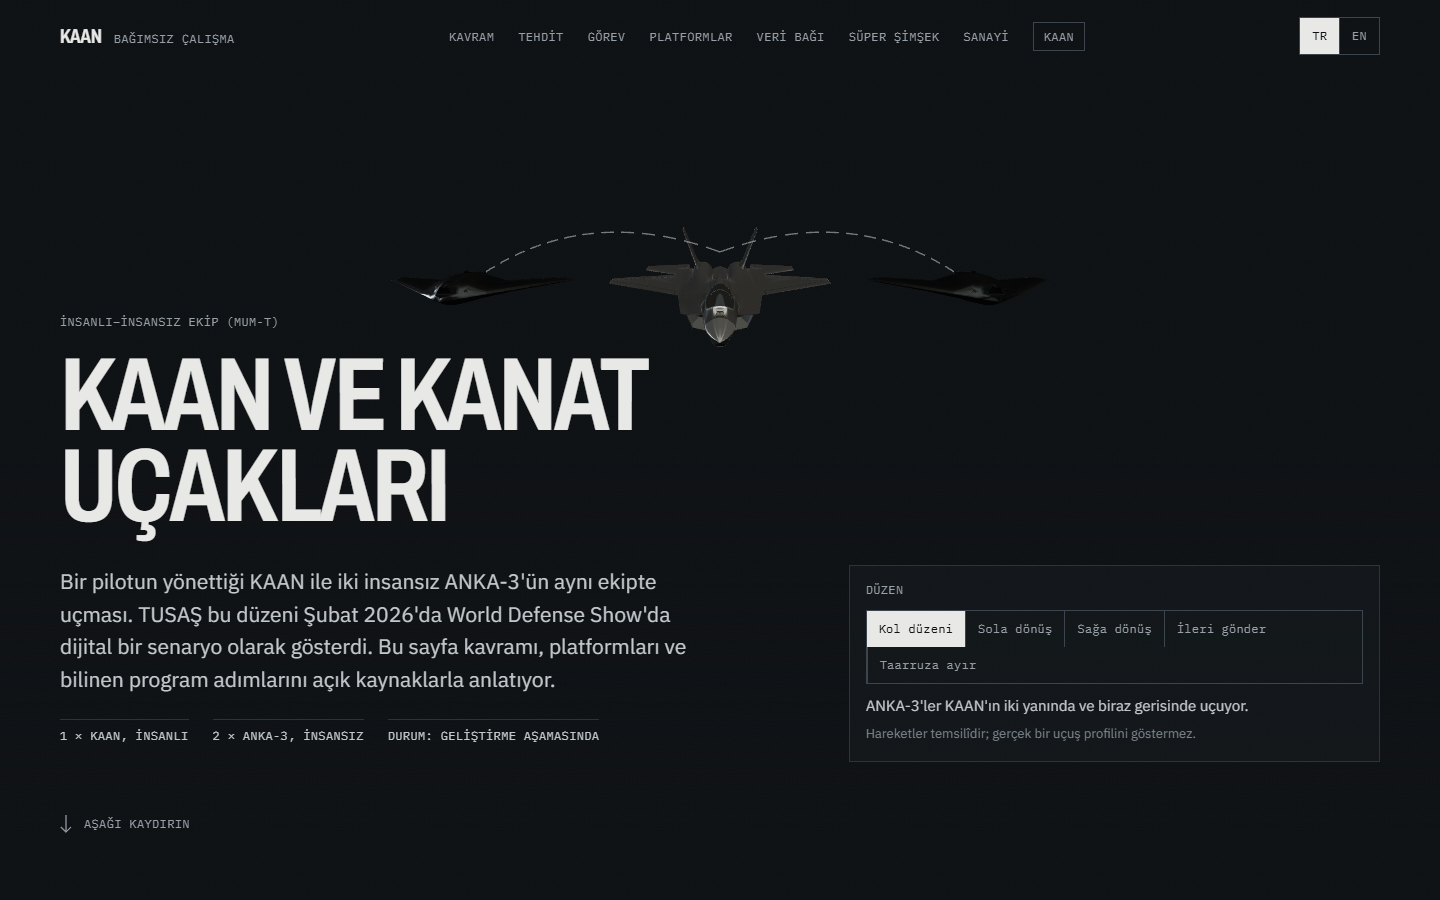 KAAN BAĞIMSIZ ÇALIŞMA
KAVRAM TEHDİT GÖREV PLATFORMLAR VERİ BAĞI SÜPER ŞİMŞEK SANAYİ KAAN
TR EN
İNSANLI–İNSANSIZ EKİP (MUM-T)
KAAN VE KANAT
UÇAKLARI
Bir pilotun yönettiği KAAN ile iki insansız ANKA-3'ün aynı ekipte
uçması. TUSAŞ bu düzeni Şubat 2026'da World Defense Show'da
dijital bir senaryo olarak gösterdi. Bu sayfa kavramı, platformları ve
bilinen program adımlarını açık kaynaklarla anlatıyor.
1 × KAAN, İNSANLI
2 × ANKA-3, İNSANSIZ
DURUM: GELİŞTİRME AŞAMASINDA
AŞAĞI KAYDIRIN
DÜZEN
Kol düzeni Sola dönüş Sağa dönüş İleri gönder
Taarruza ayır
ANKA-3'ler KAAN'ın iki yanında ve biraz gerisinde uçuyor.
Hareketler temsilîdir; gerçek bir uçuş profilini göstermez.